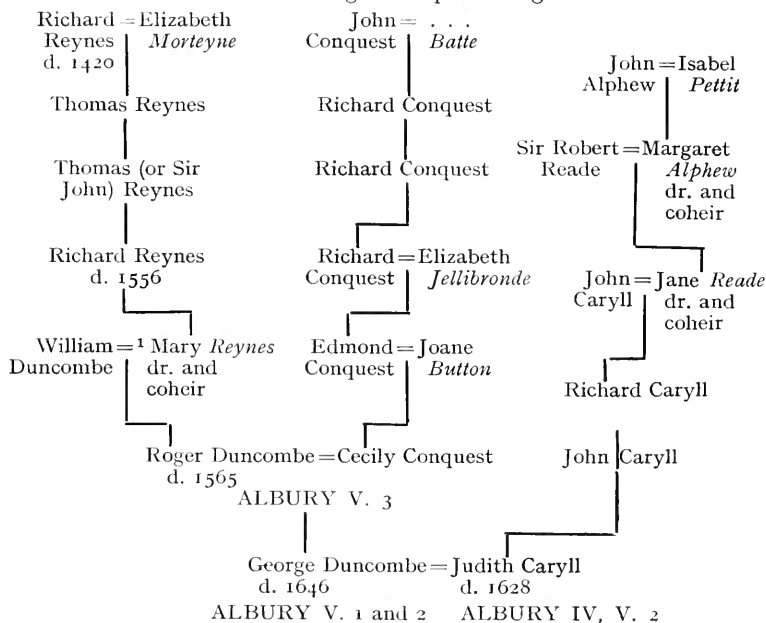 Richard = Elizabeth
Reynes Morteyne
d. 1420
Thomas Reynes
Thomas (or Sir
John) Reynes
Richard Reynes
d. 1556
William = ¹ Mary Reynes
Duncombe dr. and
coheir
John = . . .
Conquest Batte
Richard Conquest
Richard Conquest
Richard = Elizabeth
Conquest Jellibronde
Edmond = Joane
Conquest Button
John = Isabel
Alphew Pettit
Sir Robert = Margaret
Reade Alphew
dr. and
coheir
John = Jane Reade
Caryll dr. and
coheir
Richard Caryll
John Caryll
Roger Duncombe = Cecily Conquest
d. 1565
ALBURY V. 3
George Duncombe = Judith Caryll
d. 1646 d. 1628
ALBURY V. 1 and 2 ALBURY IV, V. 2